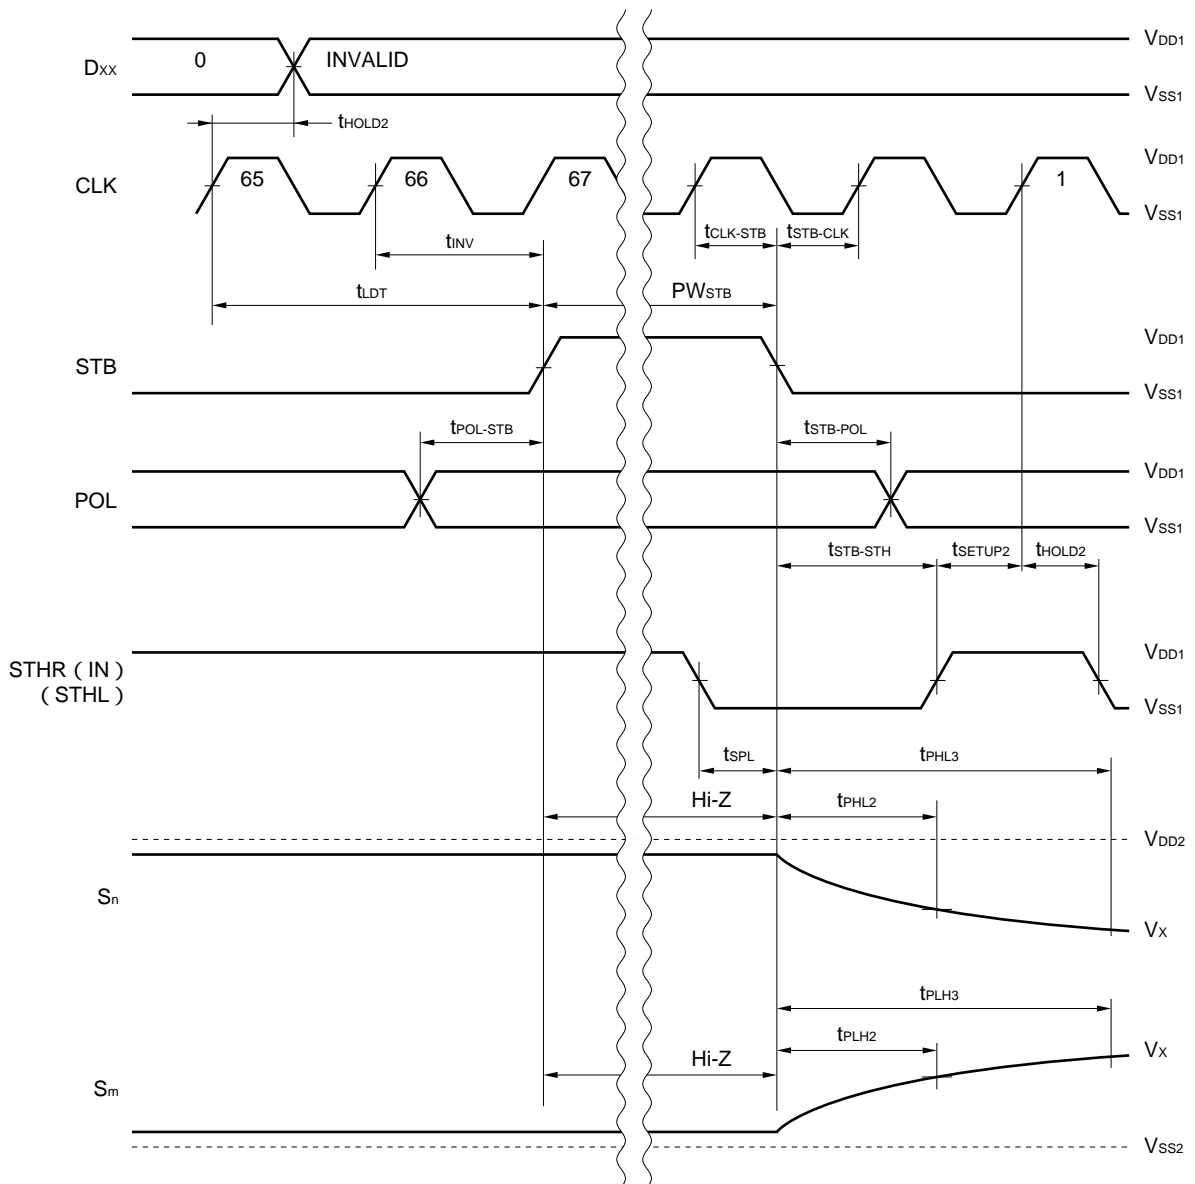 VDD1
0 INVALID
DXX
VSS1
tHOLD2
VDD1
CLK 65 66 67 1
VSS1
tCLK-STB tSTB-CLK
tINV
tLDT PWSTB
VDD1
STB
VSS1
tPOL-STB tSTB-POL
VDD1
POL
VSS1
tSTB-STH tSETUP2 tHOLD2
VDD1
STHR ( IN )
( STHL )
VSS1
tSPL tPHL3
Hi-Z tPHL2
VDD2
Sn
VX
tPLH3
tPLH2
VX
Hi-Z
Sm
VSS2